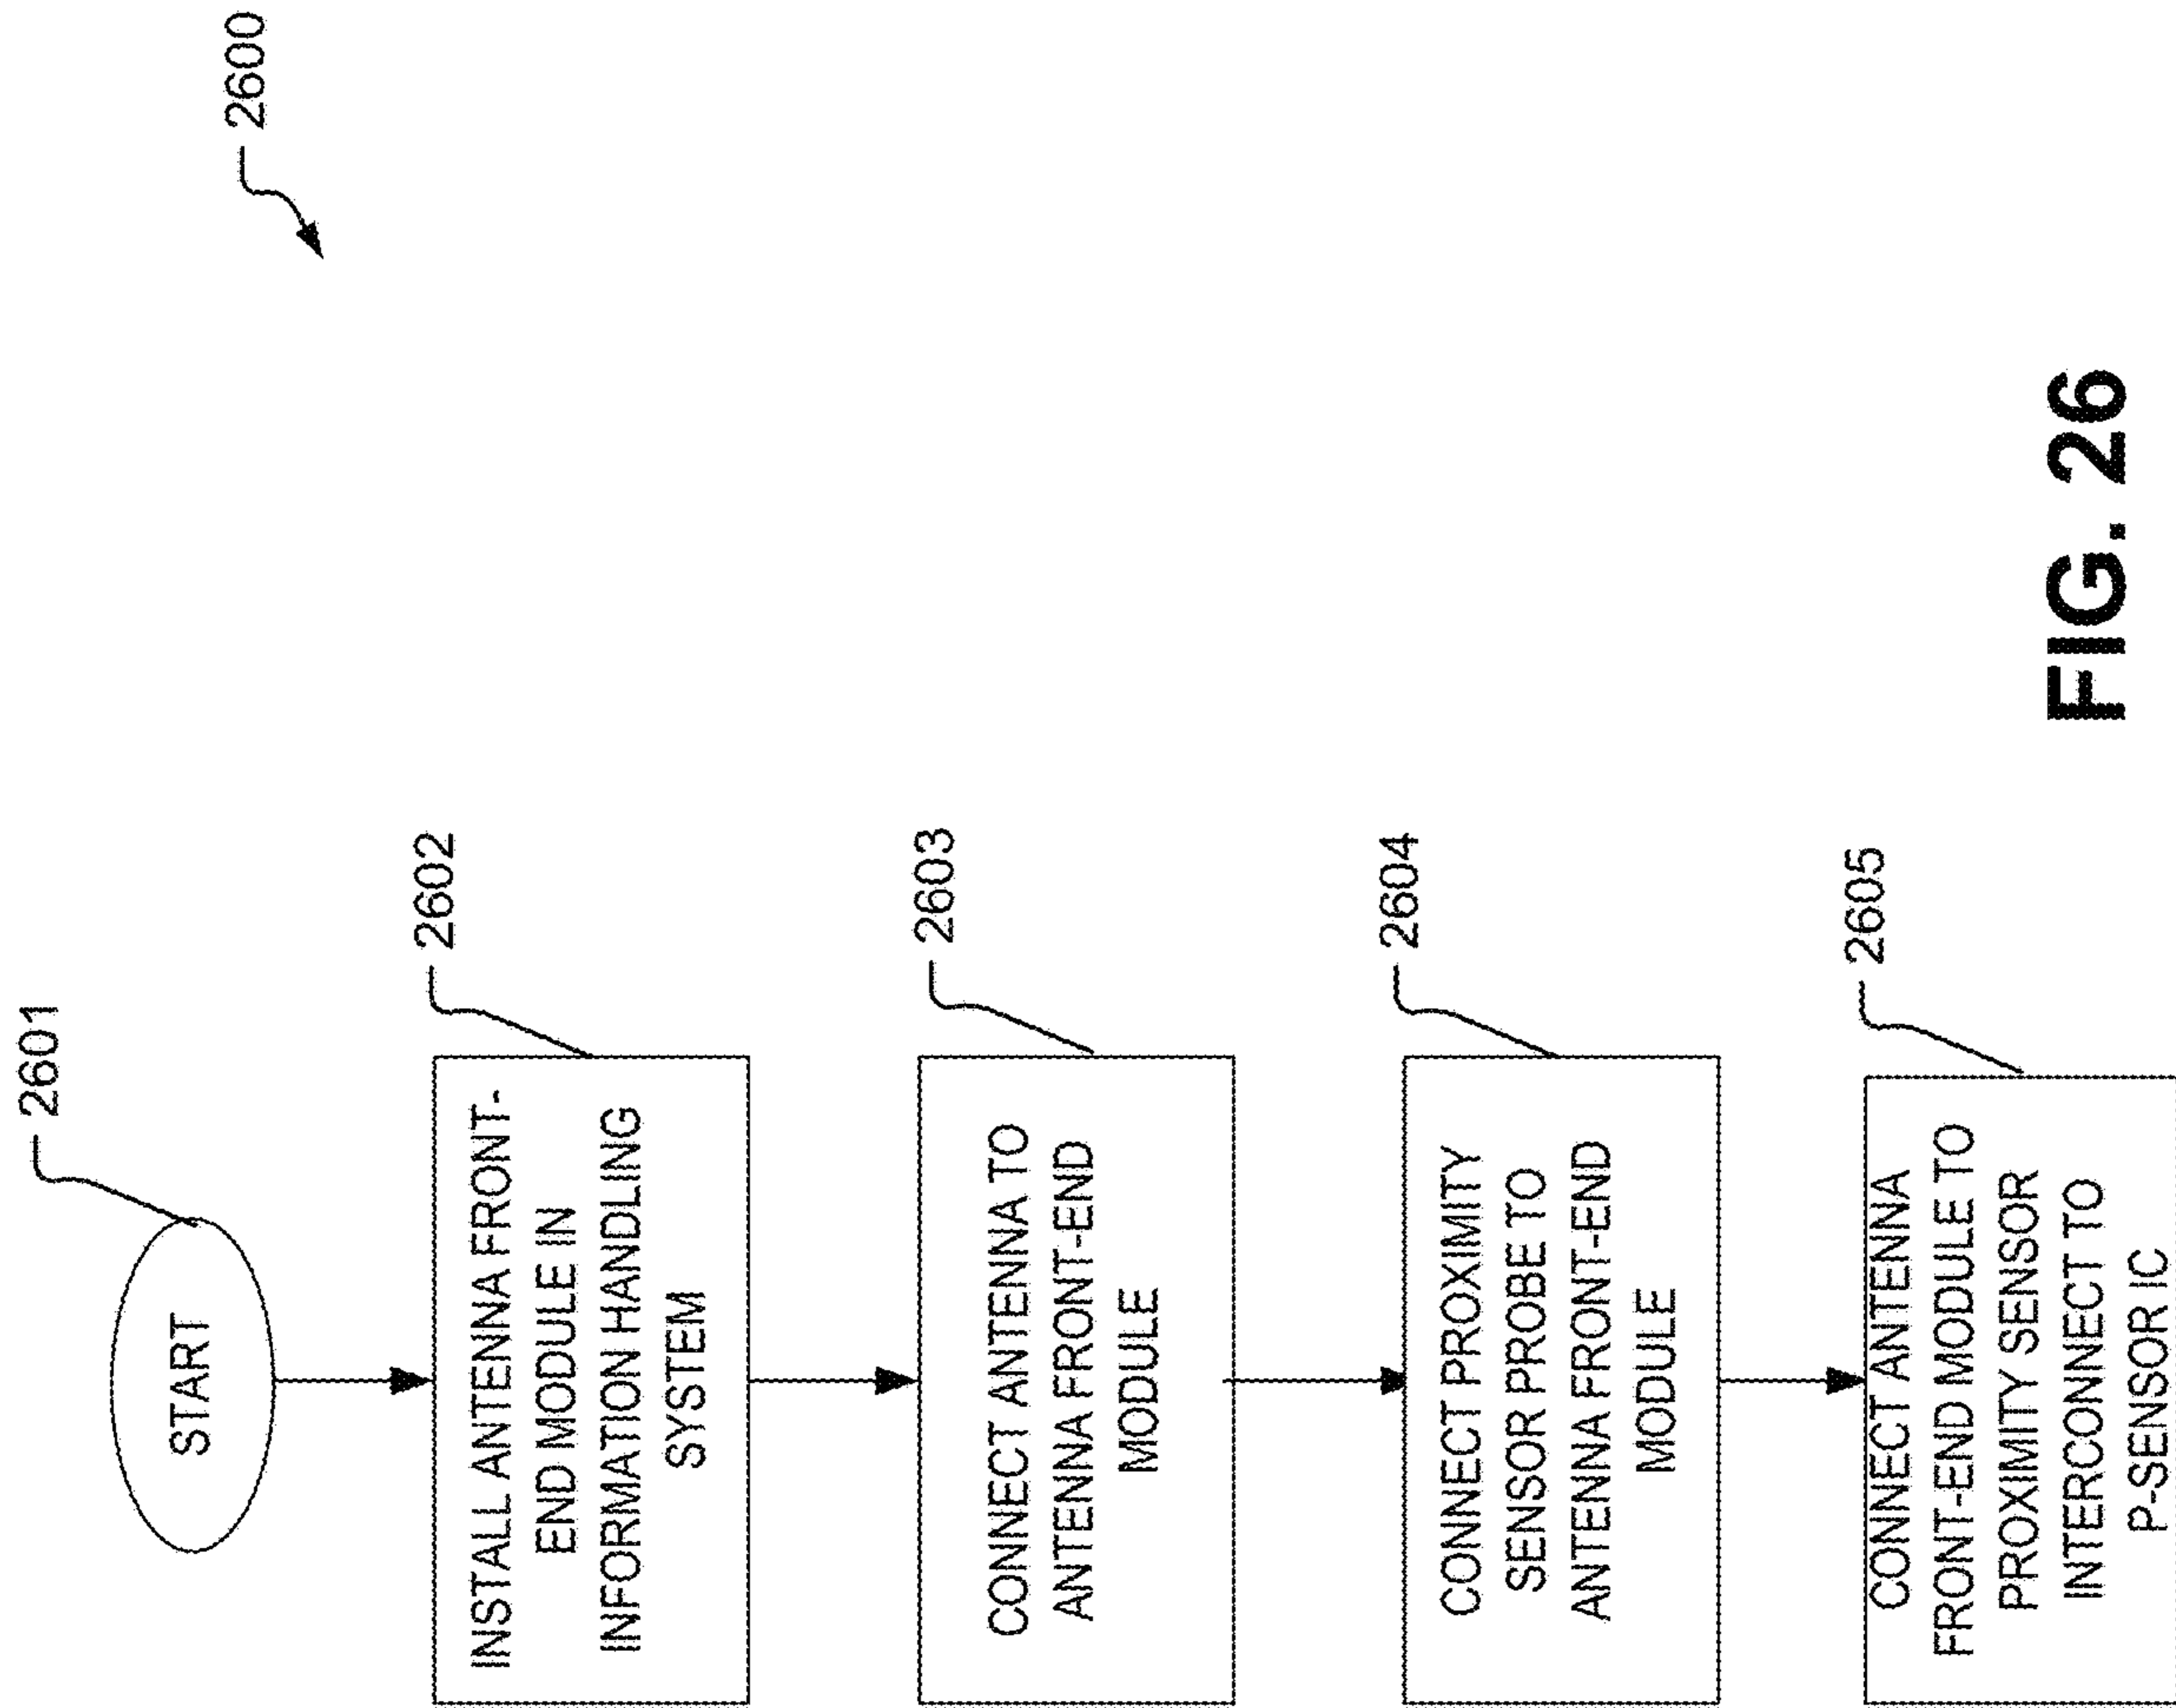 2600
2601
START
2602
INSTALL ANTENNA FRONT-
END MODULE IN
INFORMATION HANDLING
SYSTEM
2603
CONNECT ANTENNA TO
ANTENNA FRONT-END
MODULE
2604
CONNECT PROXIMITY
SENSOR PROBE TO
ANTENNA FRONT-END
MODULE
2605
CONNECT ANTENNA
FRONT-END MODULE TO
PROXIMITY SENSOR
INTERCONNECT TO
P-SENSOR IC
FIG. 26